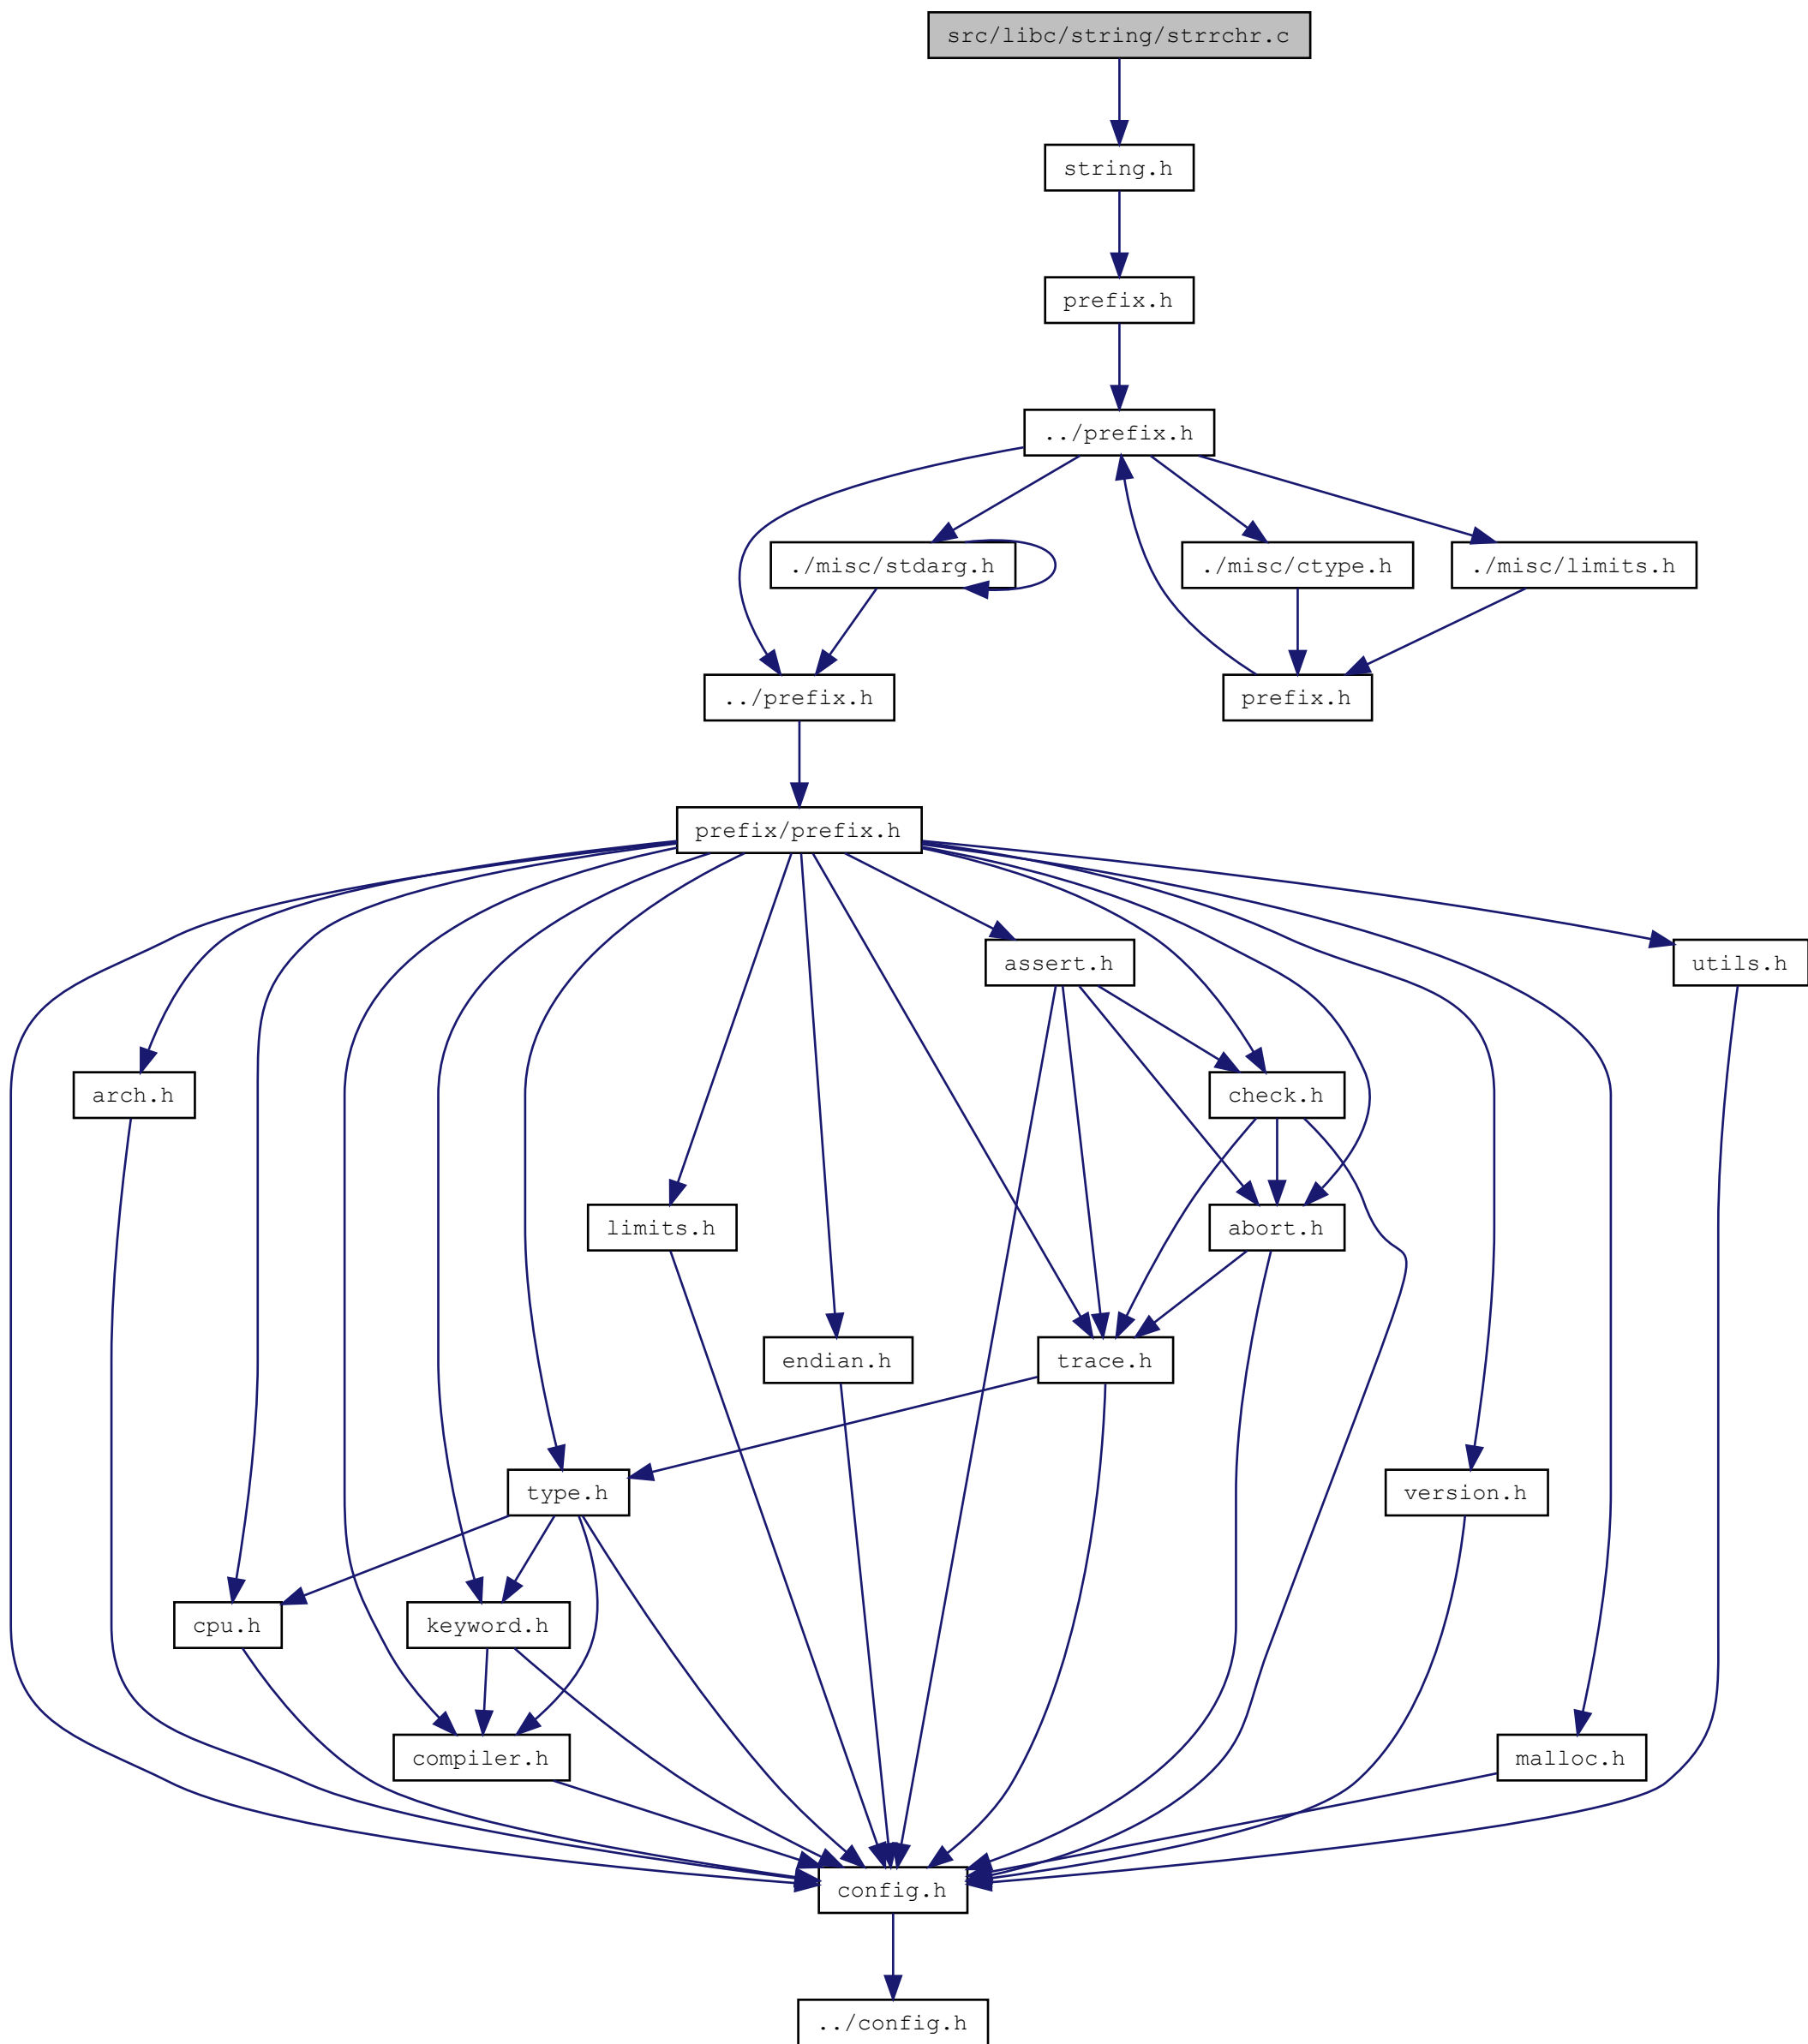 src/libc/string/strrchr.c
string.h
prefix.h
../prefix.h
./misc/stdarg.h
./misc/ctype.h
./misc/limits.h
../prefix.h
prefix.h
prefix/prefix.h
assert.h
utils.h
arch.h
check.h
limits.h
abort.h
endian.h
trace.h
type.h
version.h
cpu.h
keyword.h
compiler.h
malloc.h
config.h
../config.h